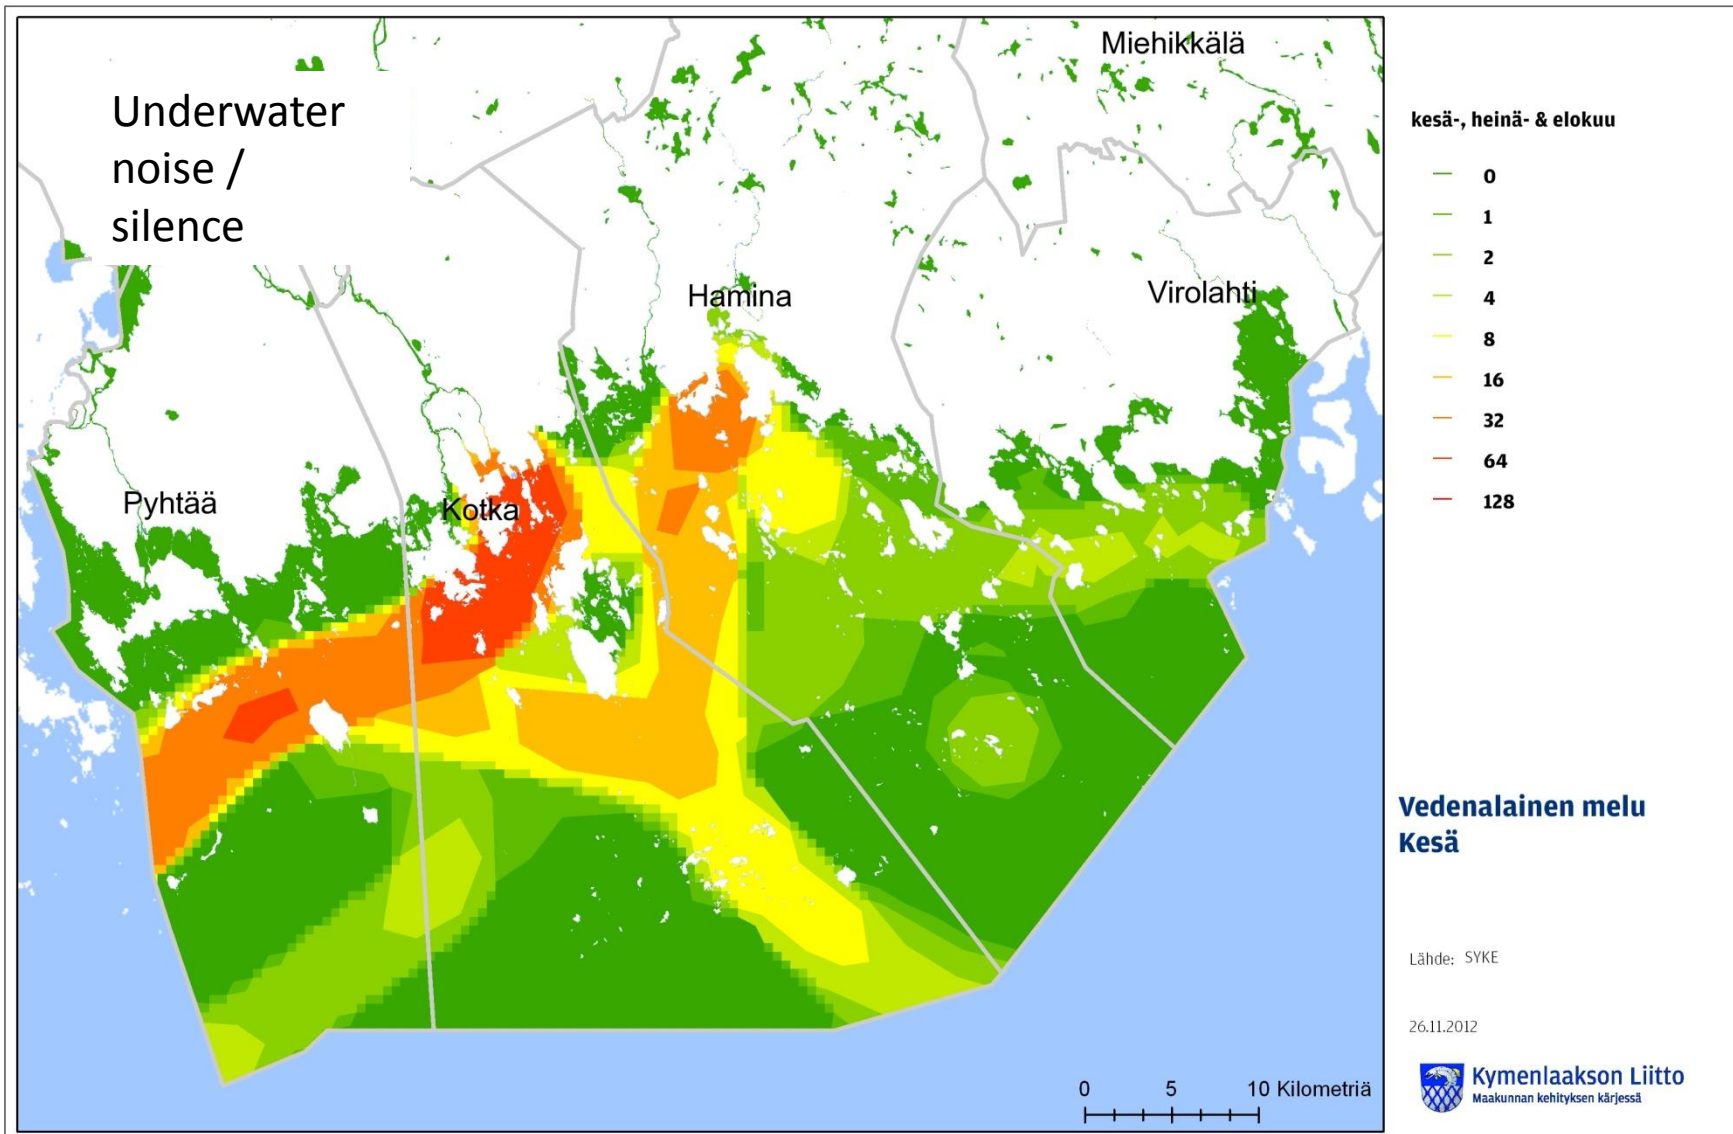 Underwater
noise /
silence
Miehikkälä
Hamina
Virolahti
Pyhtää
Kotka
0 5 10 Kilometriä
kesä-, heinä- & elokuu
0
1
2
4
8
16
32
64
128
Vedenalainen melu
Kesä
Lähde: SYKE
26.11.2012
Kymenlaakson Liitto
Maakunnan kehityksen kärjessä